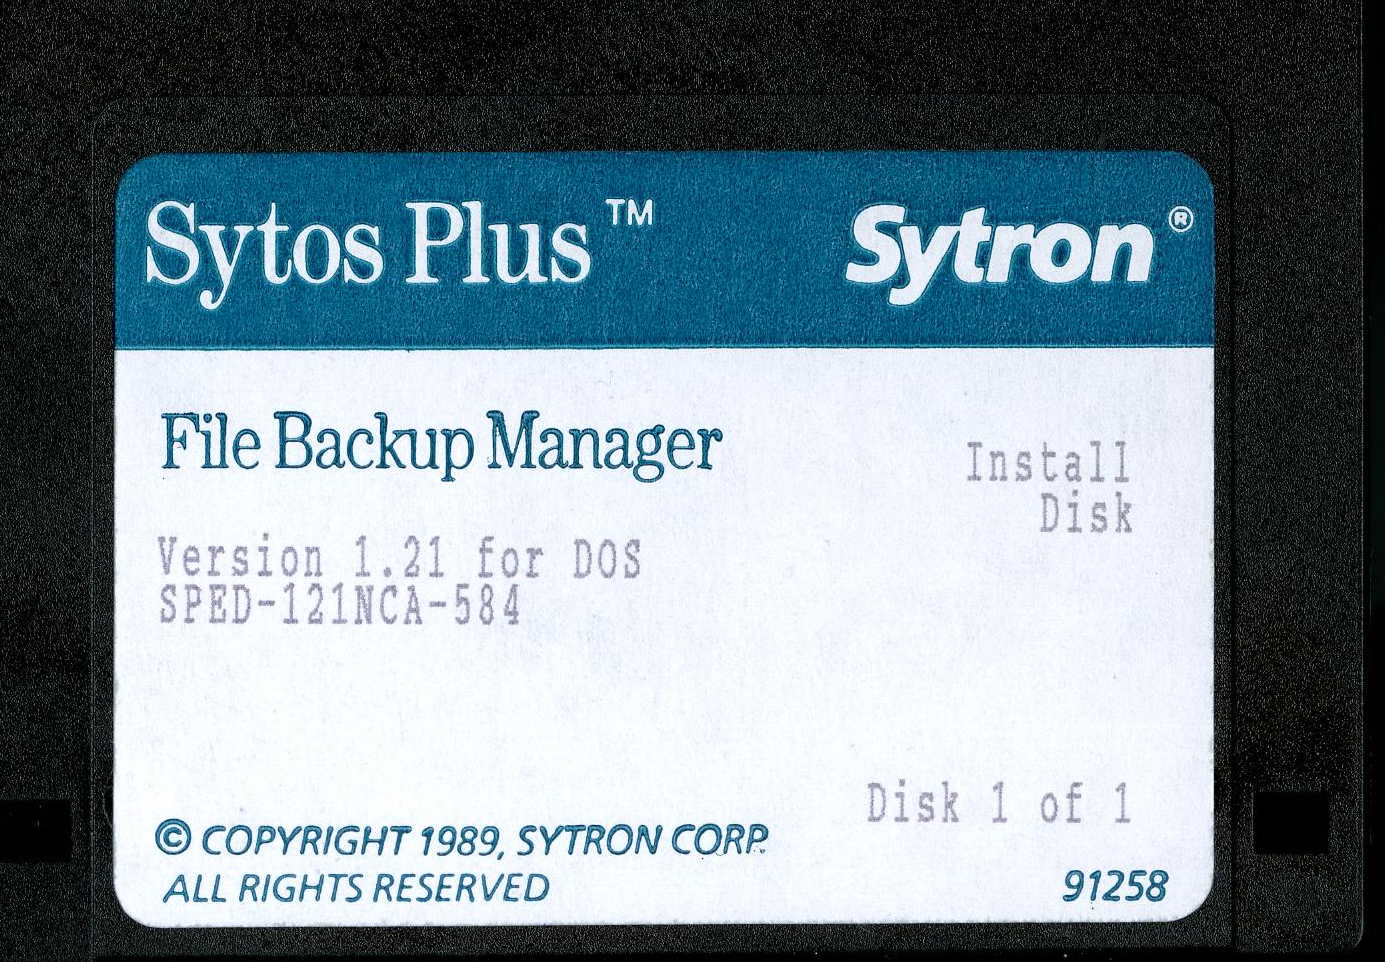 Sytos Plus™ Sytron®
File Backup Manager
Install
Disk
Version 1.21 for DOS
SPED-121NCA-584
Disk 1 of 1
© COPYRIGHT 1989, SYTRON CORP.
ALL RIGHTS RESERVED
91258